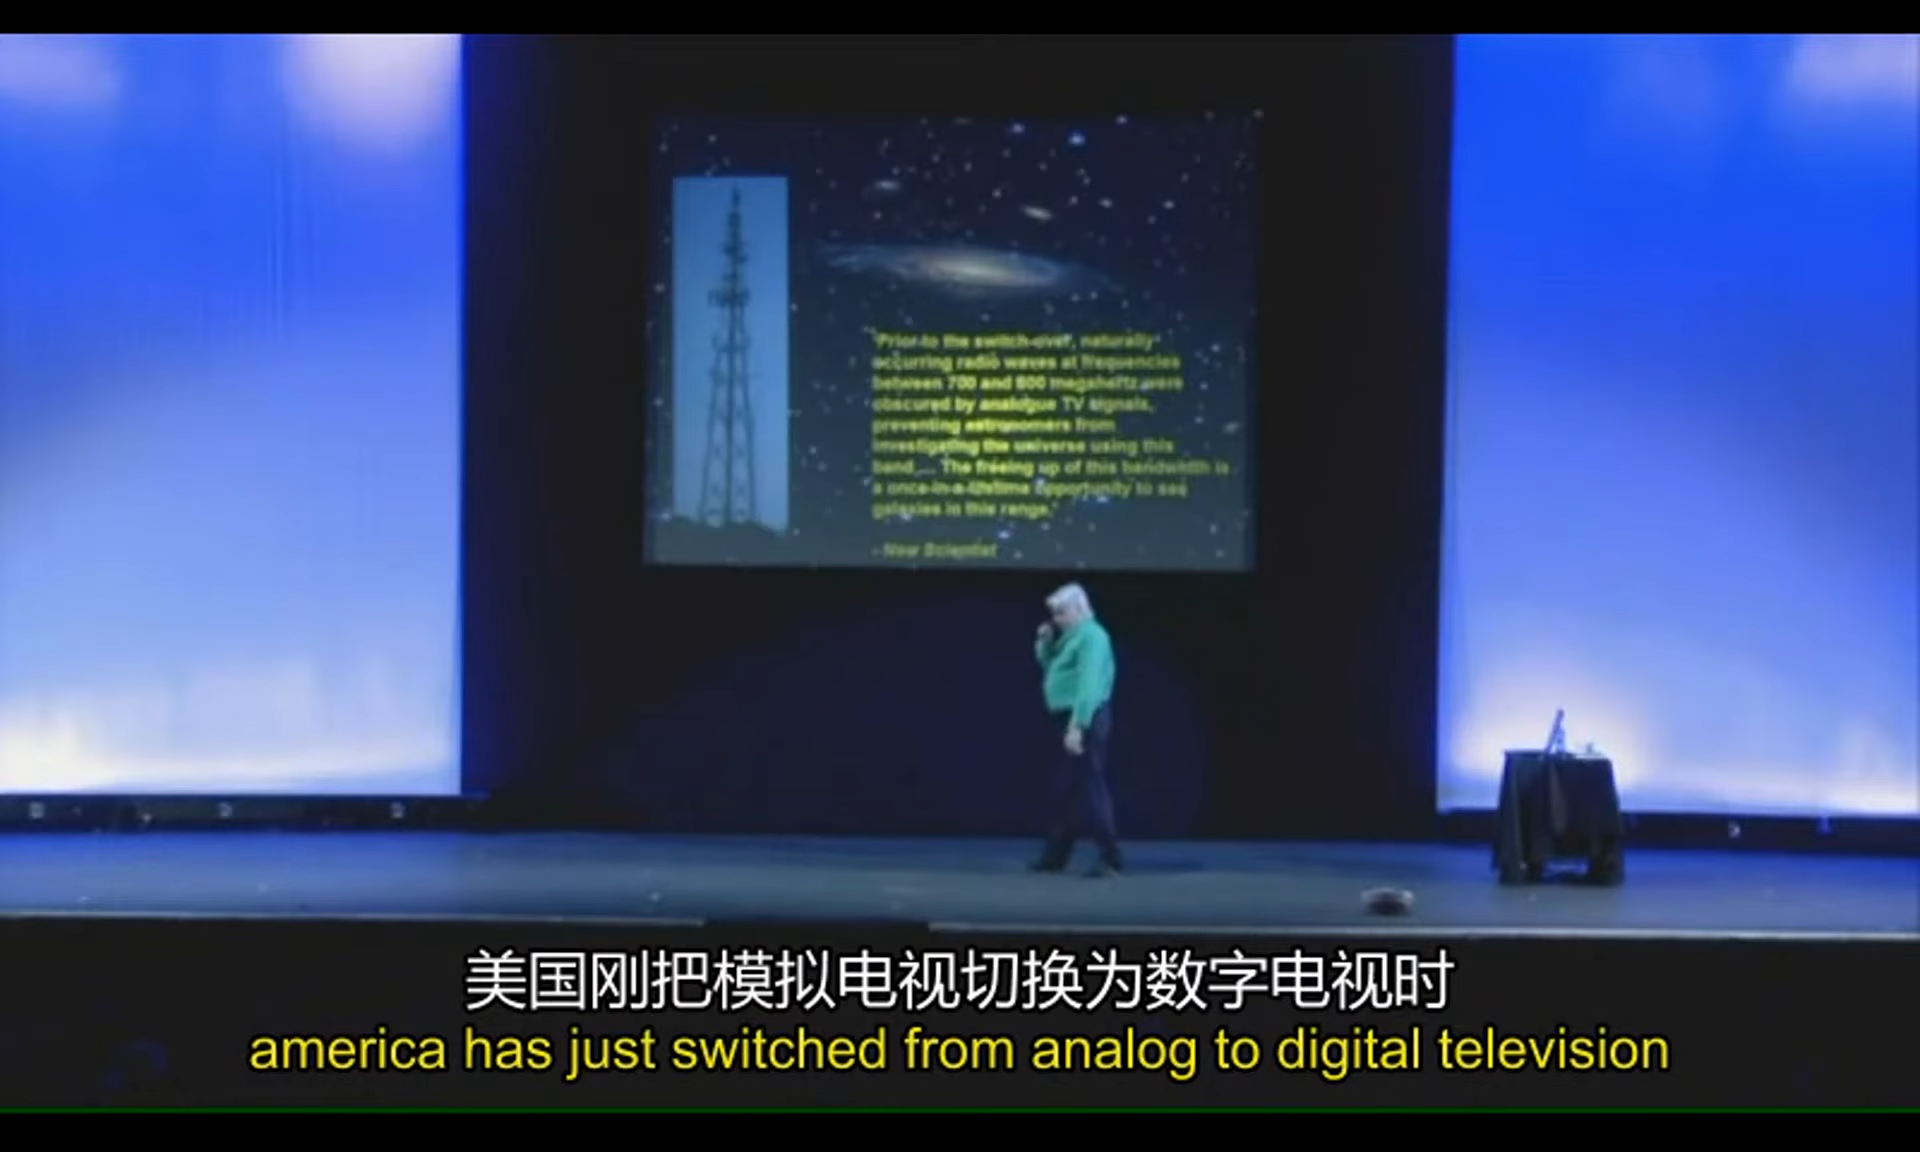 "Prior to the switch-over, naturally
occurring radio waves at frequencies
between 700 and 800 megahertz were
obscured by analogue TV signals,
preventing astronomers from
investigating the universe using this
band.... The freeing up of this bandwidth is
a once-in-a-lifetime opportunity to see
galaxies in this range."
- New Scientist
美国刚把模拟电视切换为数字电视时
america has just switched from analog to digital television